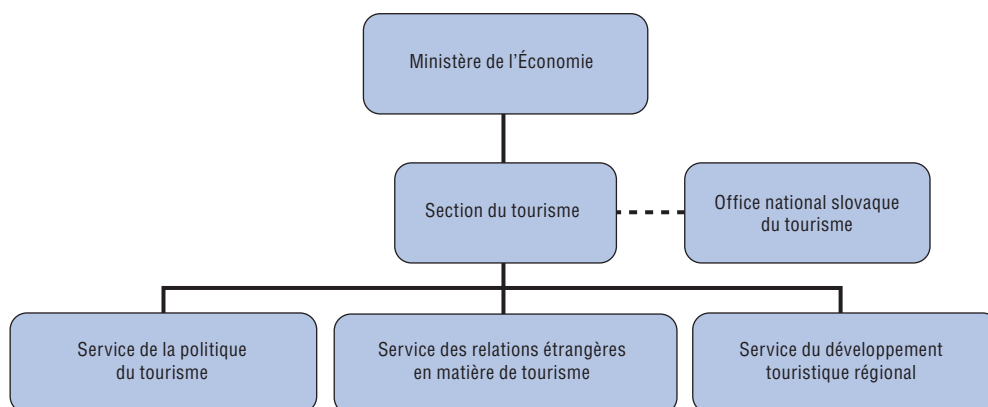 Ministère de l'Économie
Section du tourisme
Office national slovaque
du tourisme
Service de la politique
du tourisme
Service des relations étrangères
en matière de tourisme
Service du développement
touristique régional